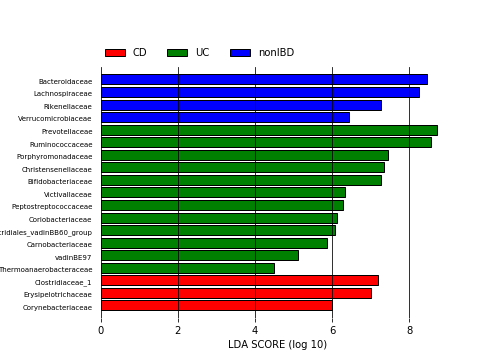 CD UC nonIBD
Bacteroidaceae
Lachnospiraceae
Rikenellaceae
Verrucomicrobiaceae
Prevotellaceae
Ruminococcaceae
Porphyromonadaceae
Christensenellaceae
Bifidobacteriaceae
Victivallaceae
Peptostreptococcaceae
Coriobacteriaceae
tridiales_vadinBB60_group
Carnobacteriaceae
vadinBE97
Thermoanaerobacteraceae
Clostridiaceae_1
Erysipelotrichaceae
Corynebacteriaceae
0 2 4 6 8
LDA SCORE (log 10)